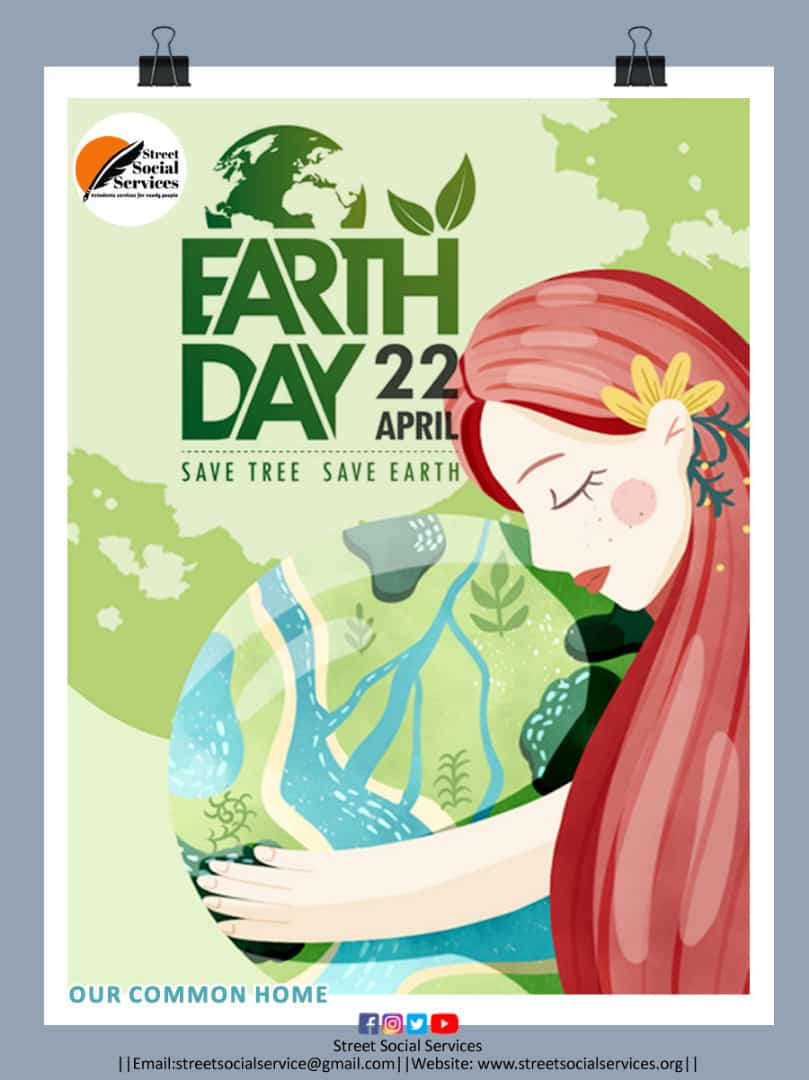 Street
Social
Services
EARTH
DAY 22
APRIL
SAVE TREE SAVE EARTH
OUR COMMON HOME
Street Social Services
||Email:streetsocialservice@gmail.com||Website: www.streetsocialservices.org||